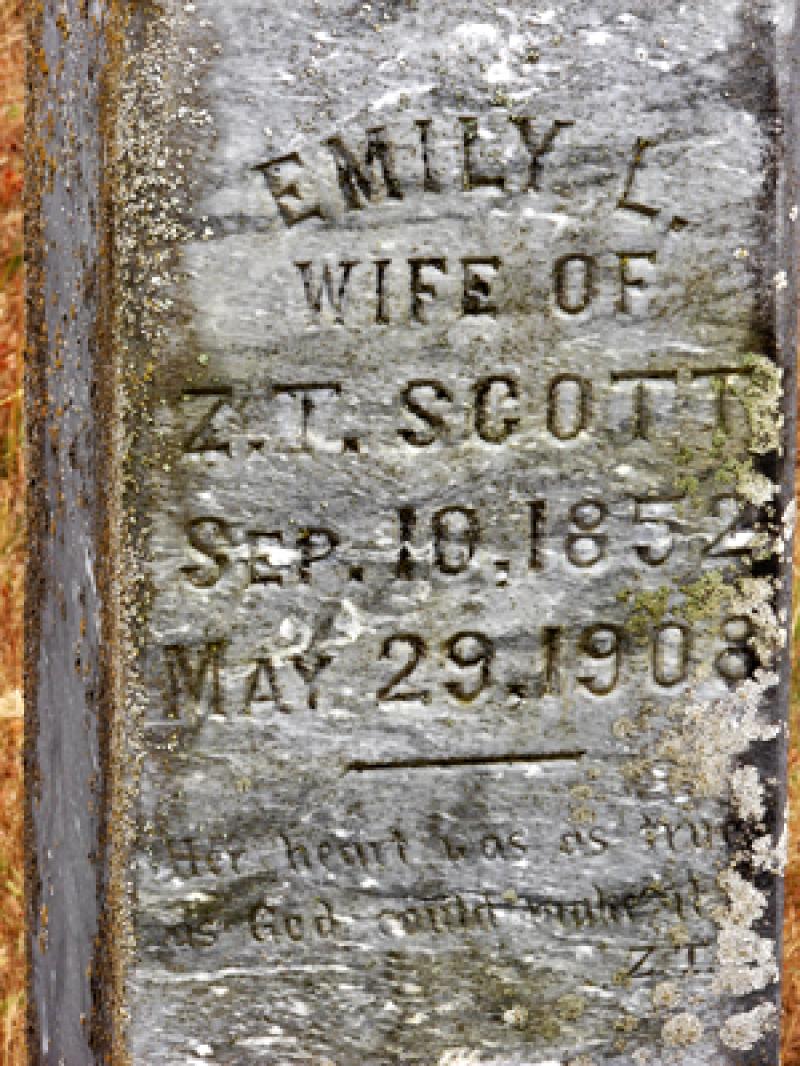 EMILY L.
WIFE OF
Z.T. SCOTT
SEP. 10, 1852
MAY 29, 1908
Her heart was as true
as God could make it
Z.T.